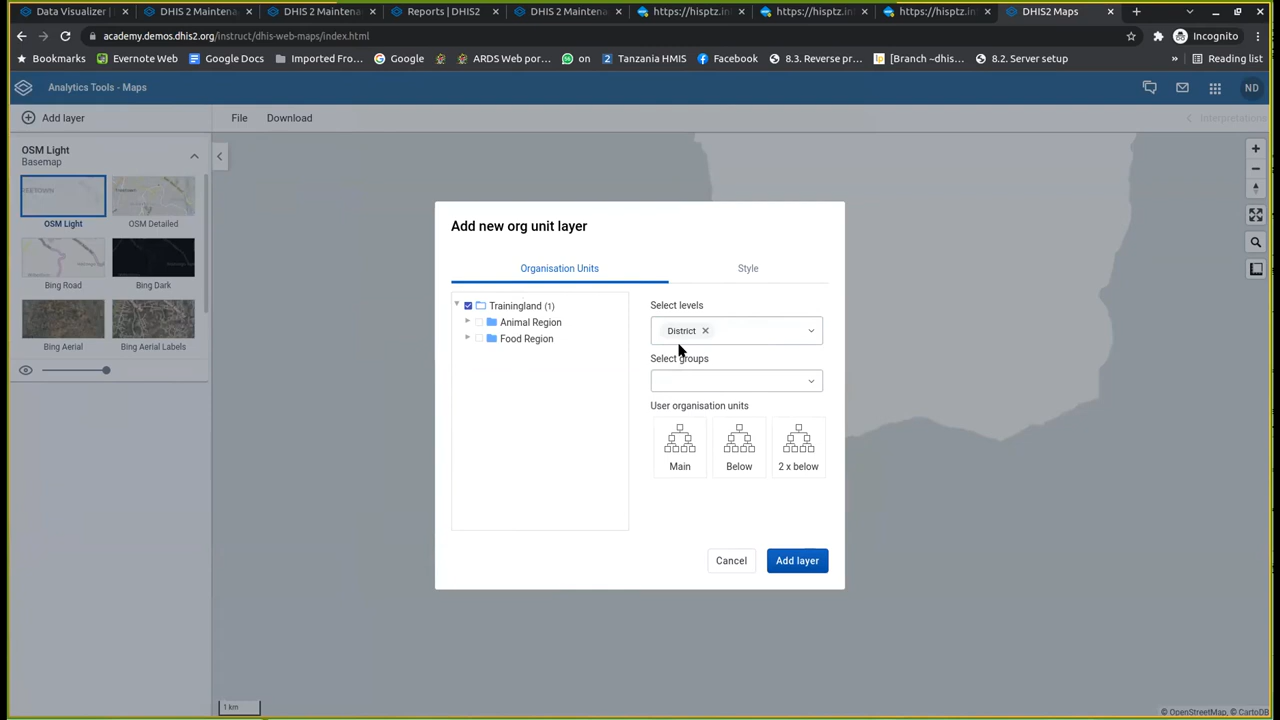 Data Visualizer |
DHIS 2 Maintena
DHIS 2 Maintena
Reports | DHIS2
DHIS 2 Maintena
https://hisptz.in
https://hisptz.in
https://hisptz.in
DHIS2 Maps
academy.demos.dhis2.org/instruct/dhis-web-maps/index.html
Incognito
Bookmarks
Evernote Web
Google Docs
Imported Fro...
Google
ARDS Web por...
on
Tanzania HMIS
Facebook
8.3. Reverse pr...
[Branch ~dhis...
8.2. Server setup
»
Reading list
Analytics Tools - Maps
ND
Add layer
File
Download
Interpretations
OSM Light
Basemap
OSM Light
OSM Detailed
Bing Road
Bing Dark
Bing Aerial
Bing Aerial Labels
Add new org unit layer
Organisation Units
Style
Trainingland (1)
Animal Region
Food Region
Select levels
District
Select groups
User organisation units
Main
Below
2 x below
Cancel
Add layer
1 km
© OpenStreetMap, © CartoDB